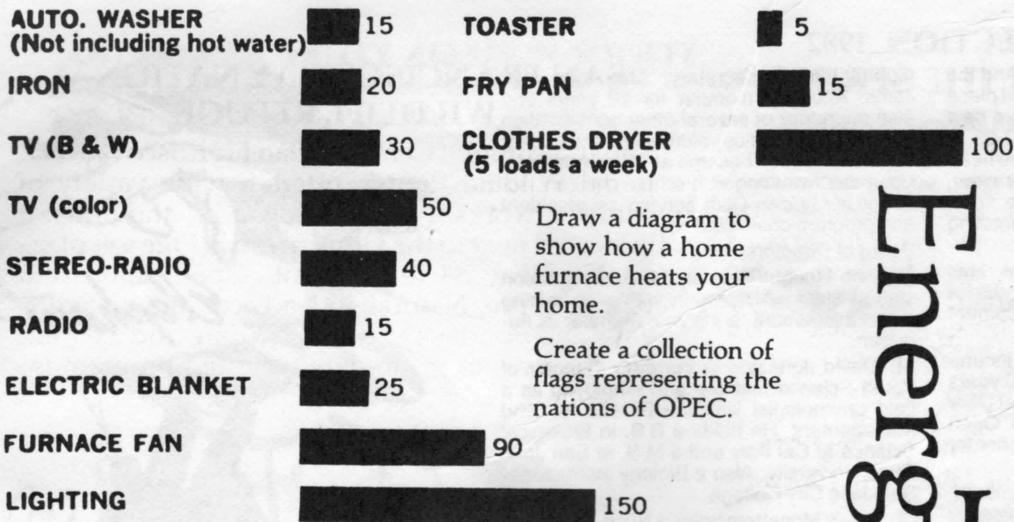 AUTO. WASHER
(Not including hot water) 15
IRON 20
TV (B & W) 30
TV (color) 50
STEREO-RADIO 40
RADIO 15
ELECTRIC BLANKET 25
FURNACE FAN 90
LIGHTING 150
TOASTER 5
FRY PAN 15
CLOTHES DRYER 100
(5 loads a week)
Draw a diagram to
show how a home
furnace heats your
home.
Create a collection of
flags representing the
nations of OPEC.
Energ